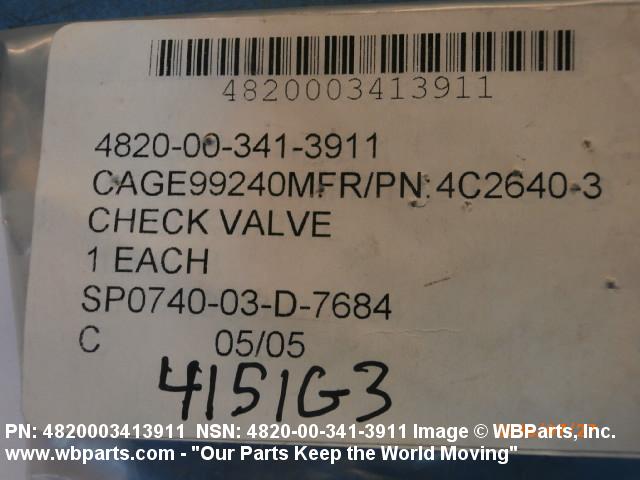 4820003413911
4820-00-341-3911
CAGE99240MFR/PN:4C2640-3
CHECK VALVE
1 EACH
SP0740-03-D-7684
C 05/05
4151G3
PN: 4820003413911 NSN: 4820-00-341-3911 Image © WBParts, Inc.
www.wbparts.com - "Our Parts Keep the World Moving"